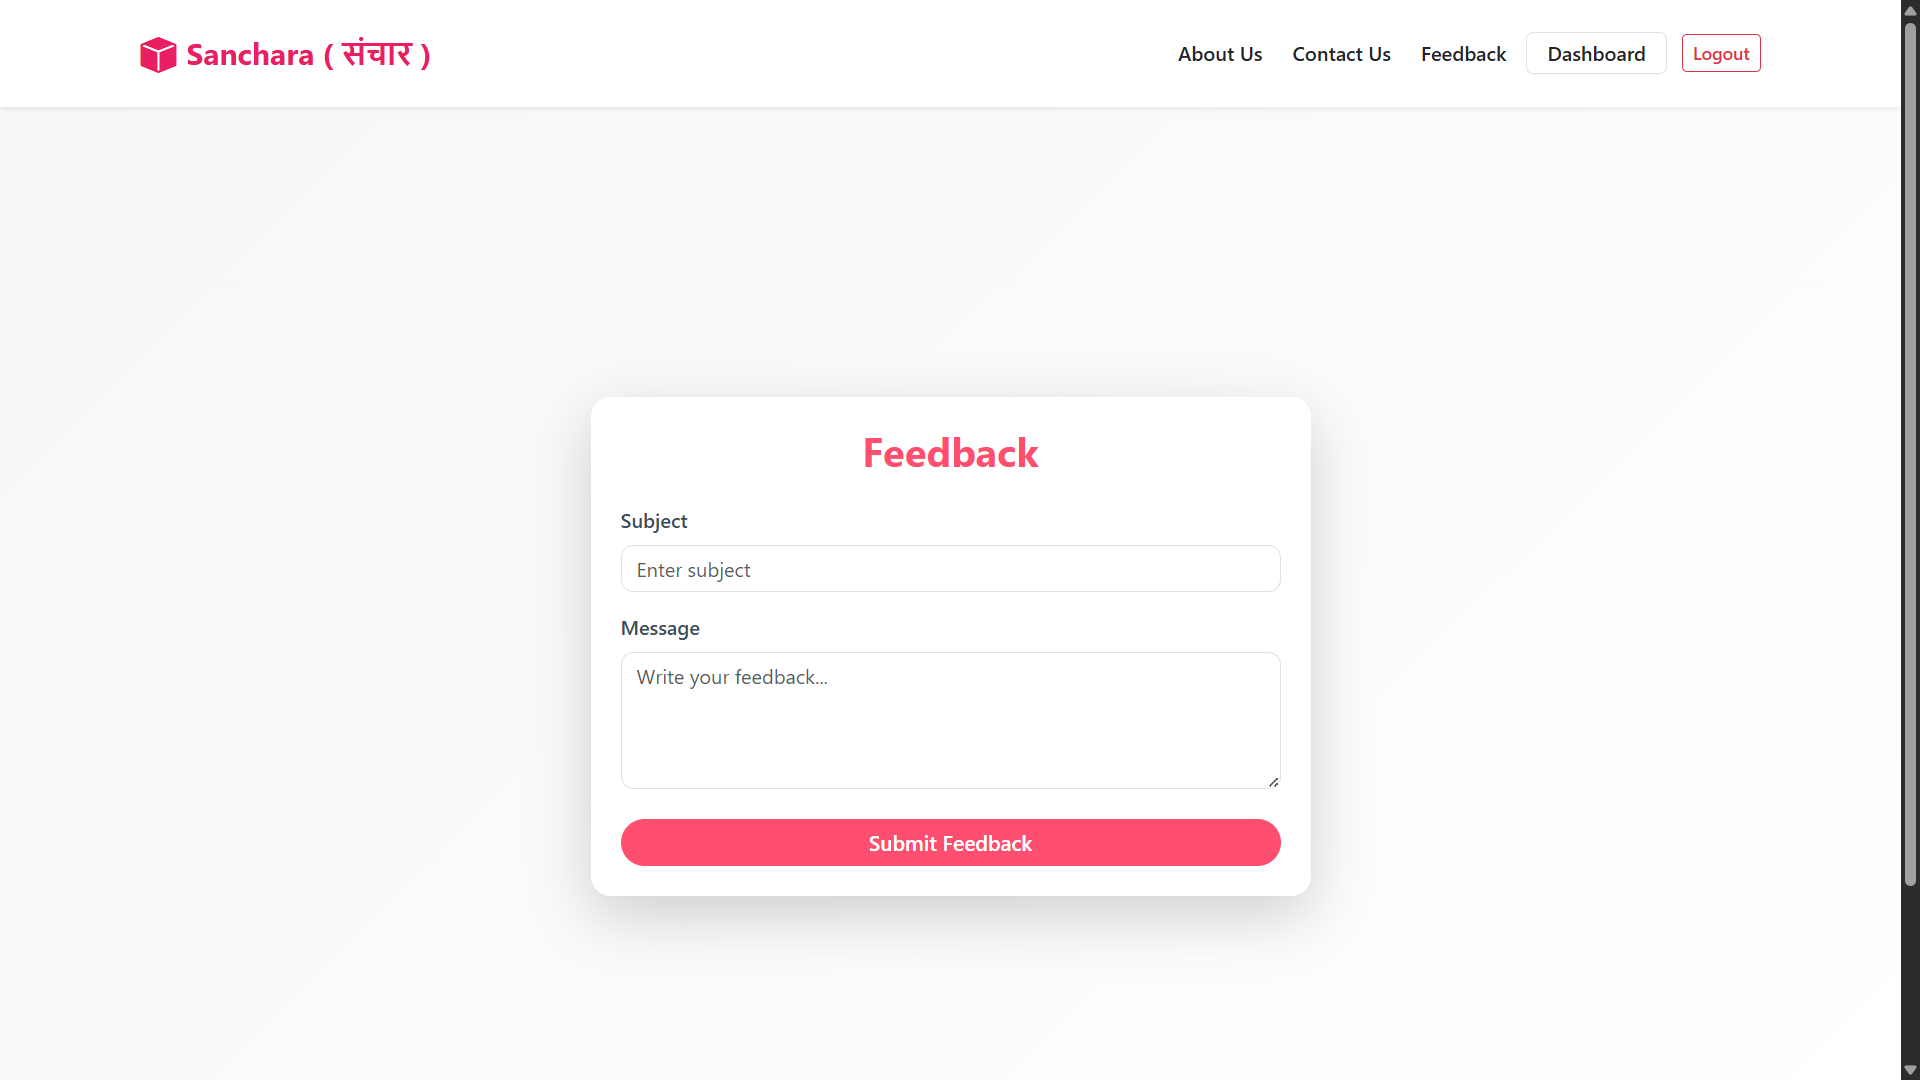 Sanchara ( संचार )
About Us
Contact Us
Feedback
Dashboard
Logout
Feedback
Subject
Enter subject
Message
Write your feedback...
Submit Feedback